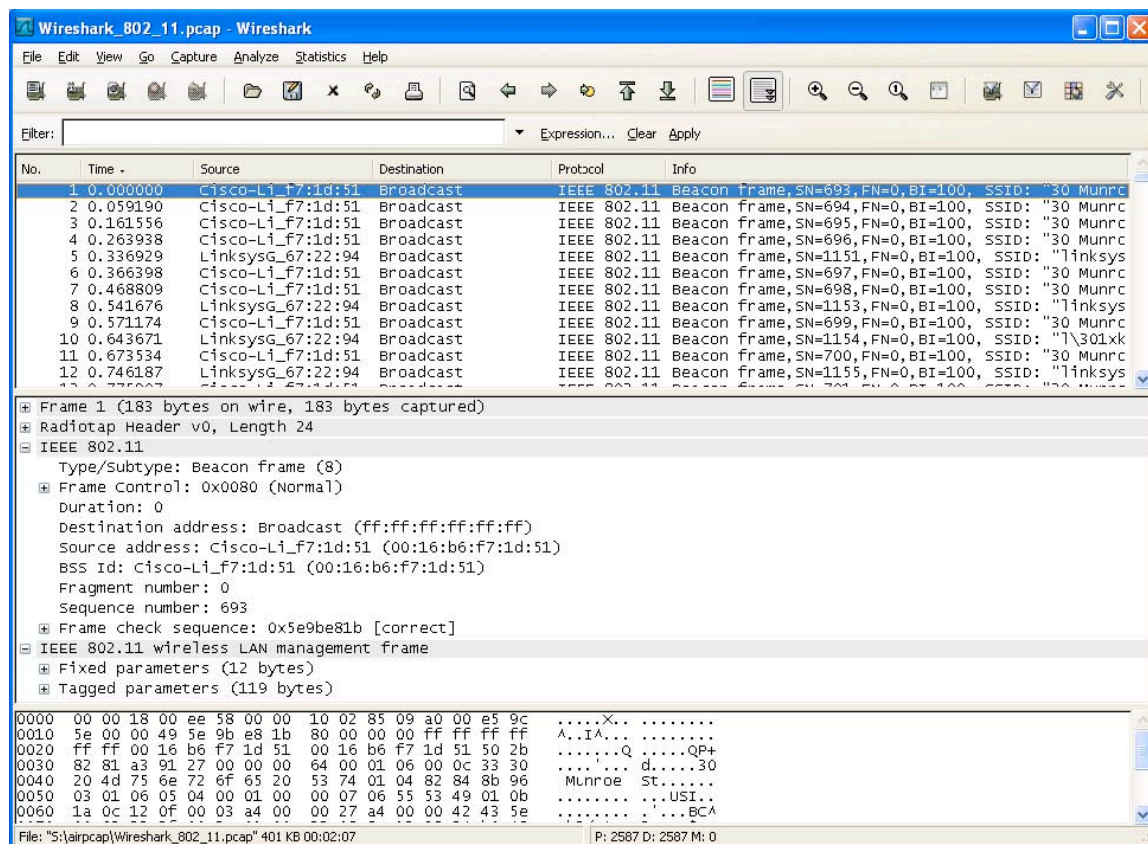 Wireshark_802_11.pcap - Wireshark
File Edit View Go Capture Analyze Statistics Help
Filter: Expression... Clear Apply
No. Time Source Destination Protocol Info
1 0.000000 Cisco-Li_f7:1d:51 Broadcast IEEE 802.11 Beacon frame,SN=693,FN=0,BI=100, SSID: "30 Munrc
2 0.059190 Cisco-Li_f7:1d:51 Broadcast IEEE 802.11 Beacon frame,SN=694,FN=0,BI=100, SSID: "30 Munrc
3 0.161556 Cisco-Li_f7:1d:51 Broadcast IEEE 802.11 Beacon frame,SN=695,FN=0,BI=100, SSID: "30 Munrc
4 0.263938 Cisco-Li_f7:1d:51 Broadcast IEEE 802.11 Beacon frame,SN=696,FN=0,BI=100, SSID: "30 Munrc
5 0.336929 LinksysG_67:22:94 Broadcast IEEE 802.11 Beacon frame,SN=1151,FN=0,BI=100, SSID: "linksys
6 0.366398 Cisco-Li_f7:1d:51 Broadcast IEEE 802.11 Beacon frame,SN=697,FN=0,BI=100, SSID: "30 Munrc
7 0.468809 Cisco-Li_f7:1d:51 Broadcast IEEE 802.11 Beacon frame,SN=698,FN=0,BI=100, SSID: "30 Munrc
8 0.541676 LinksysG_67:22:94 Broadcast IEEE 802.11 Beacon frame,SN=1153,FN=0,BI=100, SSID: "linksys
9 0.571174 Cisco-Li_f7:1d:51 Broadcast IEEE 802.11 Beacon frame,SN=699,FN=0,BI=100, SSID: "30 Munrc
10 0.643671 LinksysG_67:22:94 Broadcast IEEE 802.11 Beacon frame,SN=1154,FN=0,BI=100, SSID: "l\301xk
11 0.673534 Cisco-Li_f7:1d:51 Broadcast IEEE 802.11 Beacon frame,SN=700,FN=0,BI=100, SSID: "30 Munrc
12 0.746187 LinksysG_67:22:94 Broadcast IEEE 802.11 Beacon frame,SN=1155,FN=0,BI=100, SSID: "linksys
Frame 1 (183 bytes on wire, 183 bytes captured)
Radiotap Header v0, Length 24
IEEE 802.11
Type/Subtype: Beacon frame (8)
Frame Control: 0x0080 (Normal)
Duration: 0
Destination address: Broadcast (ff:ff:ff:ff:ff:ff)
Source address: Cisco-Li_f7:1d:51 (00:16:b6:f7:1d:51)
BSS Id: Cisco-Li_f7:1d:51 (00:16:b6:f7:1d:51)
Fragment number: 0
Sequence number: 693
Frame check sequence: 0x5e9be81b [correct]
IEEE 802.11 wireless LAN management frame
Fixed parameters (12 bytes)
Tagged parameters (119 bytes)
0000 00 00 18 00 ee 58 00 00 10 02 85 09 a0 00 e5 9c .....X.. ........
0010 5e 00 00 49 5e 9b e8 1b 80 00 00 00 ff ff ff ff ^..I^... ........
0020 ff ff 00 16 b6 f7 1d 51 00 16 b6 f7 1d 51 50 2b .......Q .....QP+
0030 82 81 a3 91 27 00 00 00 64 00 01 06 00 0c 33 30 ....'... d.....30
0040 20 4d 75 6e 72 6f 65 20 53 74 01 04 82 84 8b 96 Munroe St......
0050 03 01 06 05 04 00 01 00 00 07 06 55 53 49 01 0b ........ ...USI..
0060 1a 0c 12 0f 00 03 a4 00 00 27 a4 00 00 42 43 5e ........ .'...BC^
File: "S:\airpcap\Wireshark_802_11.pcap" 401 KB 00:02:07 P: 2587 D: 2587 M: 0